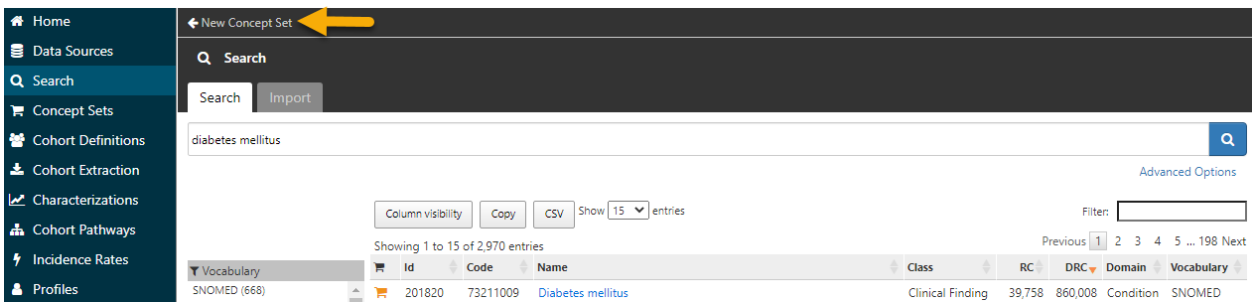 Home
Data Sources
Search
Concept Sets
Cohort Definitions
Cohort Extraction
Characterizations
Cohort Pathways
Incidence Rates
Profiles
New Concept Set
Search
Search Import
diabetes mellitus
Advanced Options
Column visibility Copy CSV Show 15 entries Filter:
Showing 1 to 15 of 2,970 entries Previous 1 2 3 4 5 ... 198 Next
Vocabulary
SNOMED (668)
Id Code Name Class RC DRC Domain Vocabulary
201820 73211009 Diabetes mellitus Clinical Finding 39,758 860,008 Condition SNOMED